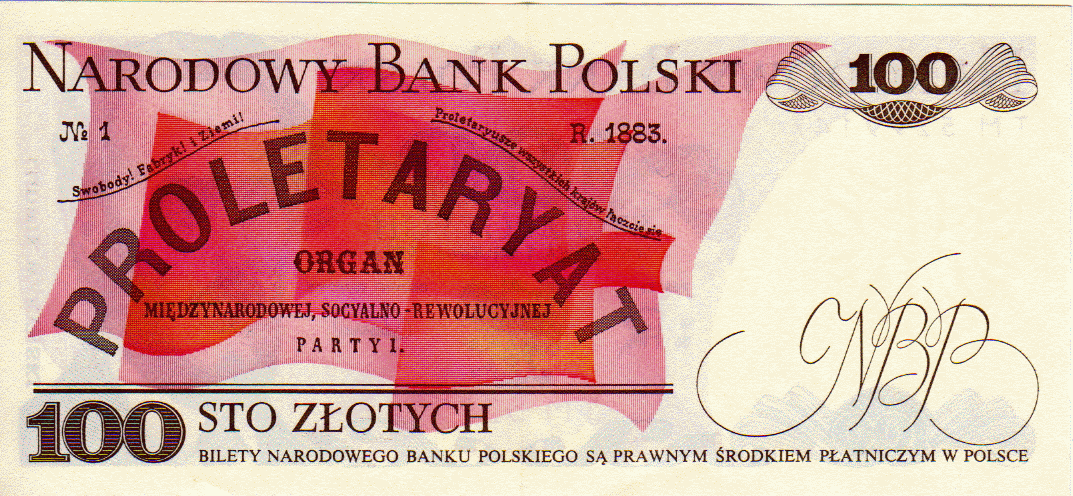 NARODOWY BANK POLSKI 100
№ 1
Swobody! Fabryk! i Ziemi!
Proletaryusze wszystkich krajów łączcie się
R. 1883.
PROLETARYAT
ORGAN
MIĘDZYNARODOWEJ, SOCYALNO-REWOLUCYJNEJ
PARTYI.
NBP
100 STO ZŁOTYCH
BILETY NARODOWEGO BANKU POLSKIEGO SĄ PRAWNYM ŚRODKIEM PŁATNICZYM W POLSCE